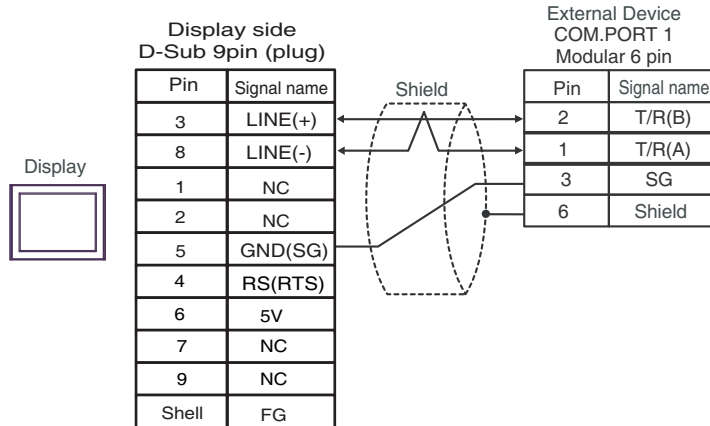 Display side
D-Sub 9pin (plug)
Pin Signal name
3 LINE(+)
8 LINE(-)
1 NC
2 NC
5 GND(SG)
4 RS(RTS)
6 5V
7 NC
9 NC
Shell FG
Display
Shield
External Device
COM.PORT 1
Modular 6 pin
Pin Signal name
2 T/R(B)
1 T/R(A)
3 SG
6 Shield